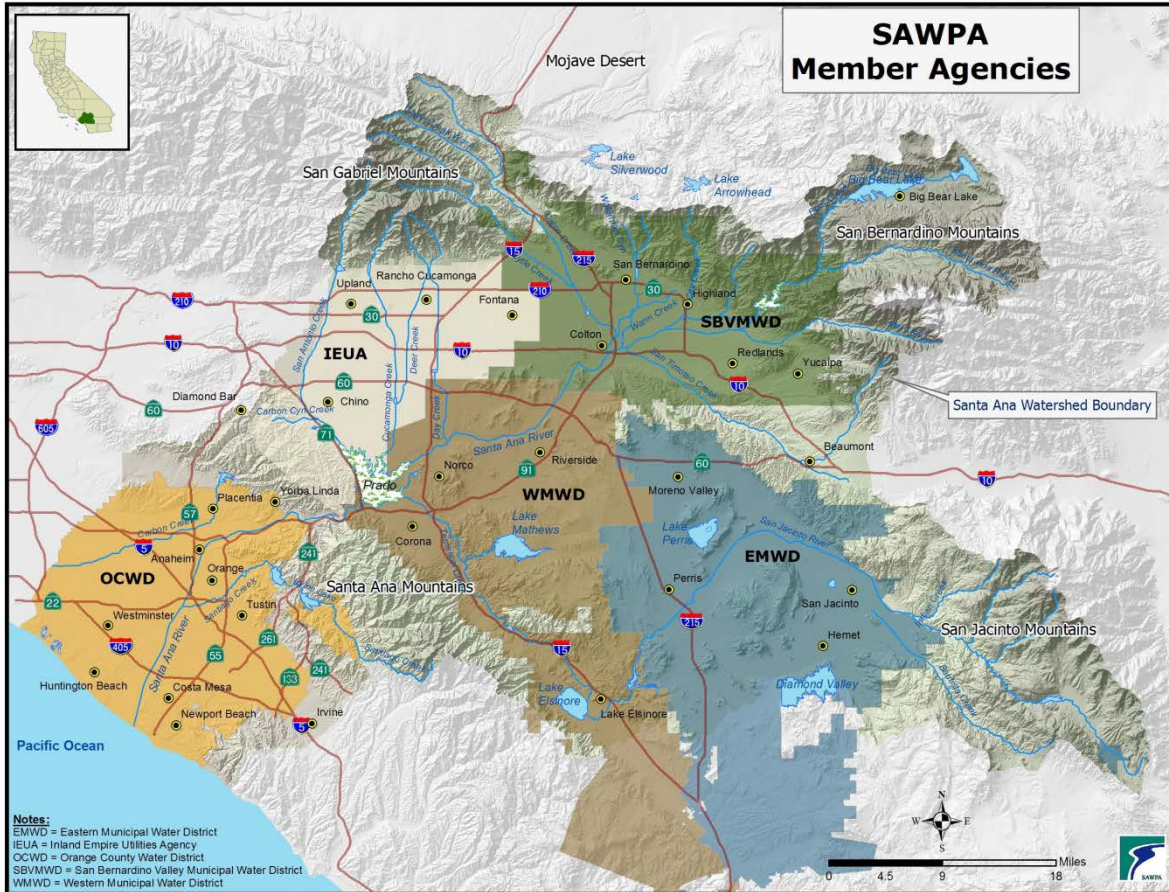 SAWPA
Member Agencies
Mojave Desert
San Gabriel Mountains
Lake
Silverwood
Lake
Arrowhead
Big Bear Lake
Big Bear Lake
San Bernardino Mountains
15
215
210
Rancho Cucamonga
Upland
30
Fontana
210
San Bernardino
30
Highland
SBVMWD
Lytle Creek
Warm Creek
10
IEUA
San Antonio Creek
Deer Creek
10
Colton
Redlands
10
Yucaipa
San Timoteo Creek
Santa Ana Watershed Boundary
60
Diamond Bar
60
Chino
Carbon Cyn Creek
71
Cucamonga Creek
Day Creek
605
Santa Ana River
Riverside
91
Norco
Prado
WMWD
Beaumont
60
Moreno Valley
10
Placentia
Yorba Linda
57
Carbon Creek
5
Anaheim
241
Corona
Lake
Mathews
Lake
Perris
San Jacinto River
EMWD
OCWD
Orange
Santa Ana Mountains
Perris
San Jacinto
22
Westminster
Santiago Creek
Tustin
215
San Jacinto Mountains
405
261
55
Santa Ana River
Hemet
15
Huntington Beach
133
241
Costa Mesa
Diamond Valley
Lake
Elsinore
Lake Elsinore
Newport Beach
5
Irvine
Pacific Ocean
Notes:
EMWD = Eastern Municipal Water District
IEUA = Inland Empire Utilities Agency
OCWD = Orange County Water District
SBVMWD = San Bernardino Valley Municipal Water District
WMWD = Western Municipal Water District
N
W
E
S
Miles
0
4.5
9
18
SAWPA